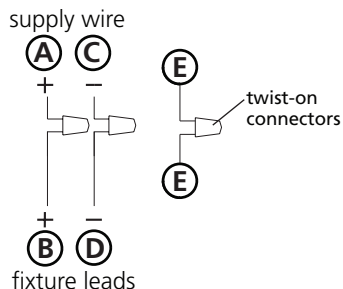 supply wire
A C E
+ –
twist-on
connectors
E
+ –
B D
fixture leads